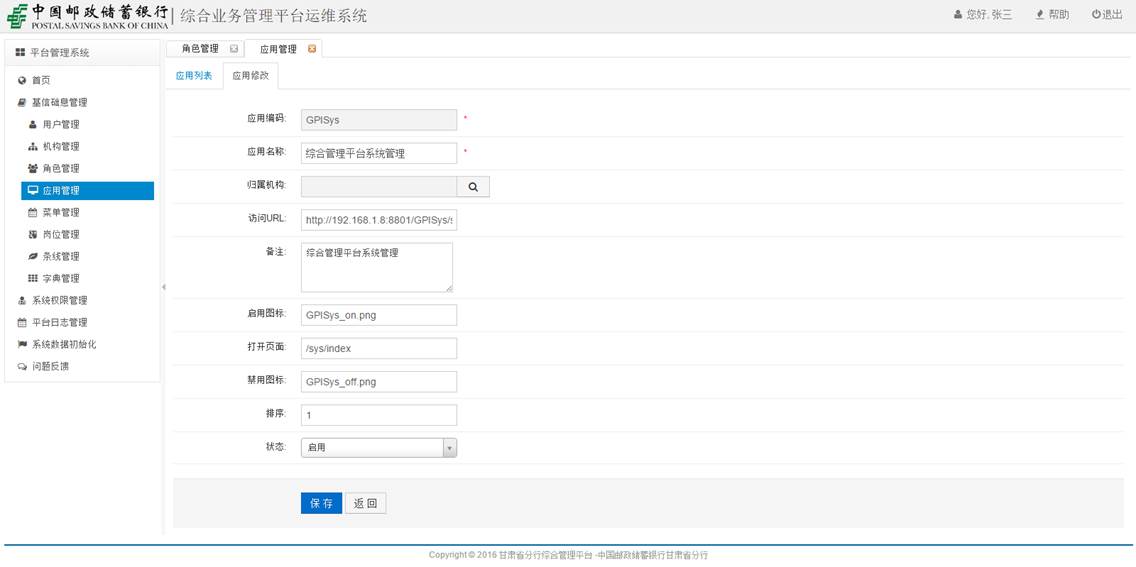 中国邮政储蓄银行 | 综合业务管理平台运维系统
POSTAL SAVINGS BANK OF CHINA
您好, 张三 帮助 退出
平台管理系统
首页
基信础息管理
用户管理
机构管理
角色管理
应用管理
菜单管理
岗位管理
条线管理
字典管理
系统权限管理
平台日志管理
系统数据初始化
问题反馈
角色管理 应用管理
应用列表 应用修改
应用编码: GPISys *
应用名称: 综合管理平台系统管理 *
归属机构:
访问URL: http://192.168.1.8:8801/GPISys/s
备注: 综合管理平台系统管理
启用图标: GPISys_on.png
打开页面: /sys/index
禁用图标: GPISys_off.png
排序: 1
状态: 启用
保 存 返 回
Copyright © 2016 甘肃省分行综合管理平台 -中国邮政储蓄银行甘肃省分行